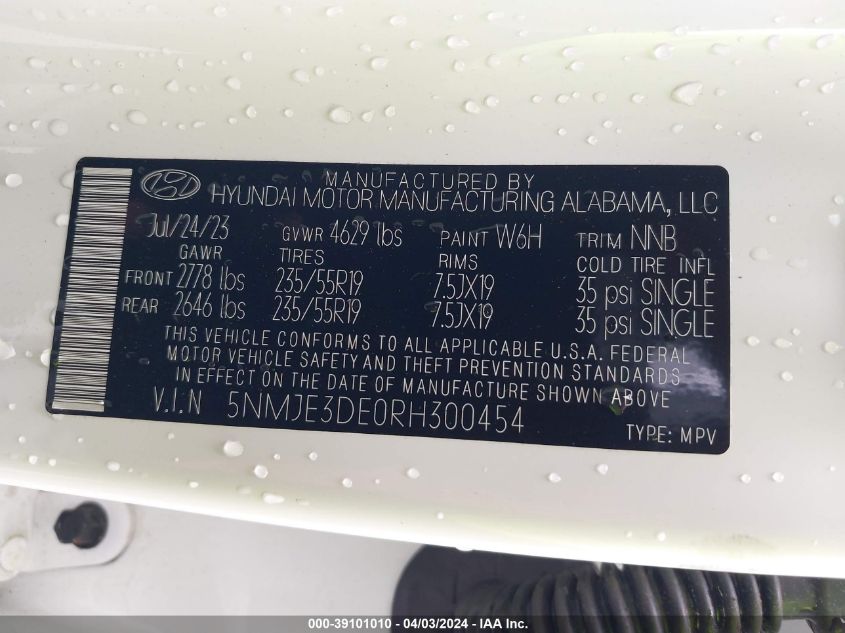 MANUFACTURED BY
HYUNDAI MOTOR MANUFACTURING ALABAMA, LLC
Jul/24/23 GVWR 4629 lbs PAINT W6H TRIM NNB
GAWR TIRES RIMS COLD TIRE INFL
FRONT 2778 lbs 235/55R19 7.5JX19 35 psi SINGLE
REAR 2646 lbs 235/55R19 7.5JX19 35 psi SINGLE
THIS VEHICLE CONFORMS TO ALL APPLICABLE U.S.A. FEDERAL
MOTOR VEHICLE SAFETY AND THEFT PREVENTION STANDARDS
IN EFFECT ON THE DATE OF MANUFACTURE SHOWN ABOVE
V.I.N 5NMJE3DE0RH300454
TYPE: MPV
000-39101010 - 04/03/2024 - IAA Inc.